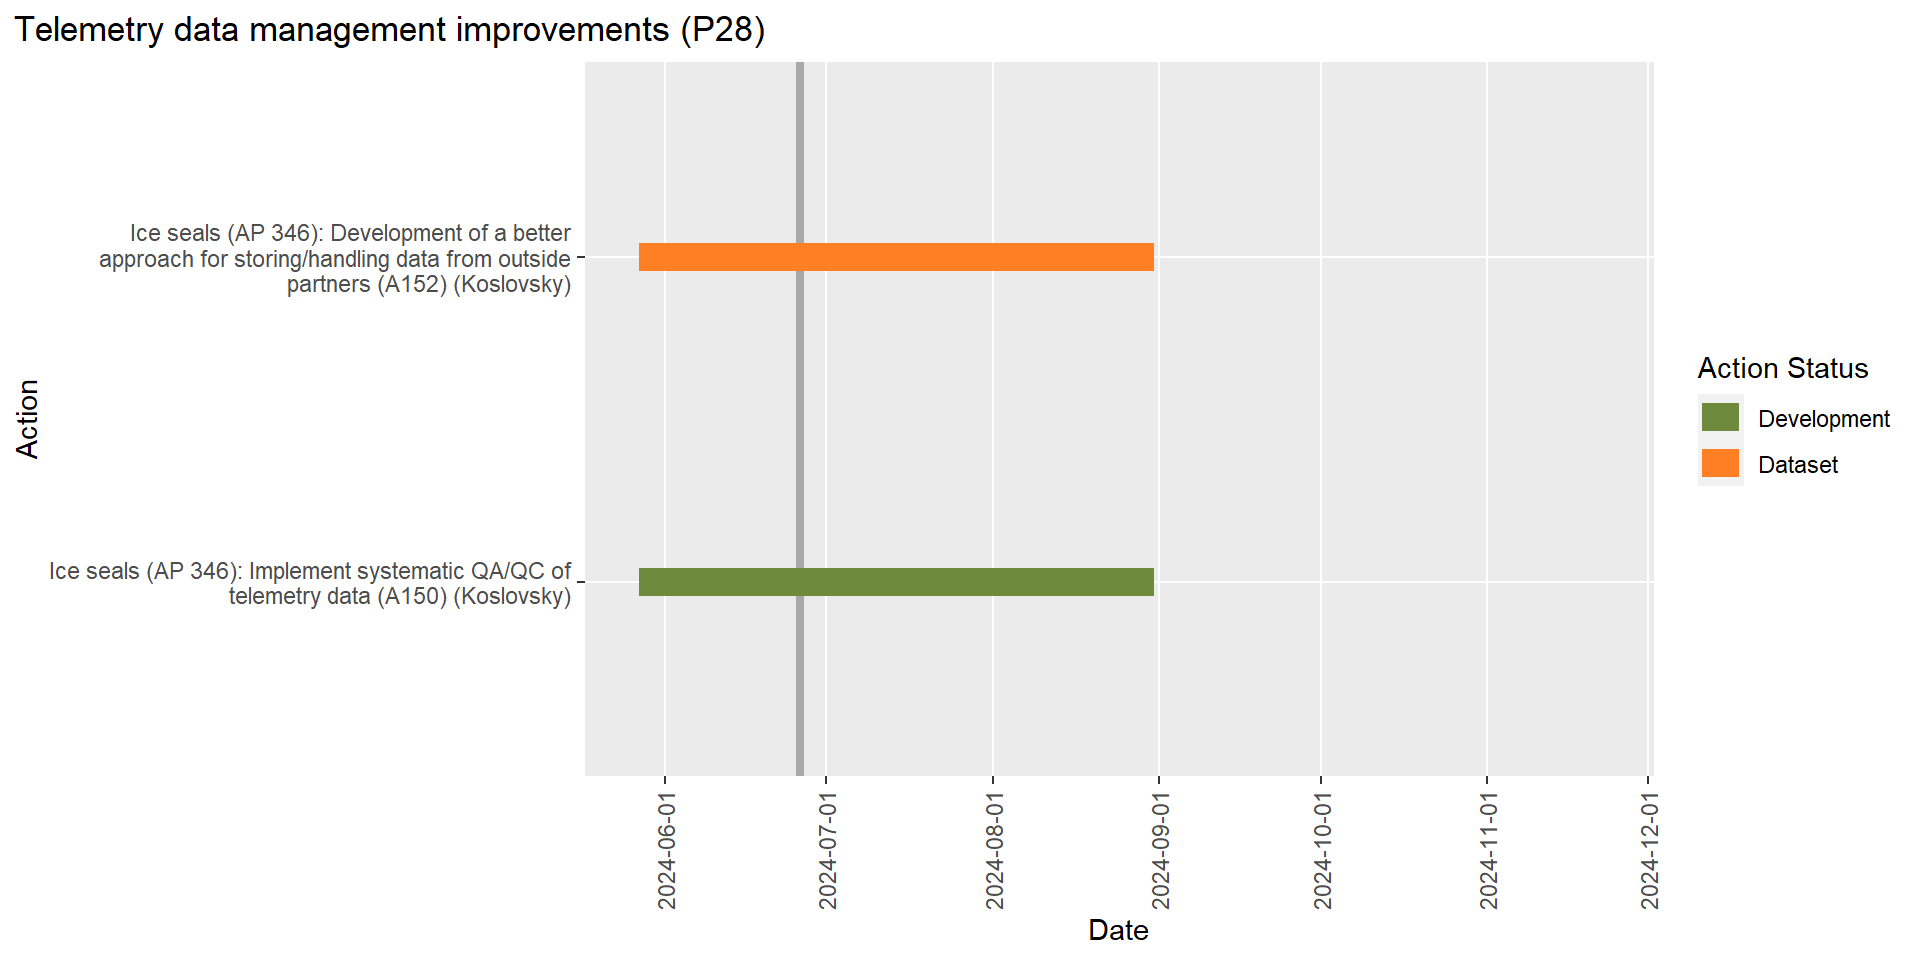 Telemetry data management improvements (P28)
Ice seals (AP 346): Development of a better
approach for storing/handling data from outside
partners (A152) (Koslovsky)
Action
Ice seals (AP 346): Implement systematic QA/QC of
telemetry data (A150) (Koslovsky)
2024-06-01
2024-07-01
2024-08-01
2024-09-01
2024-10-01
2024-11-01
2024-12-01
Date
Action Status
Development
Dataset